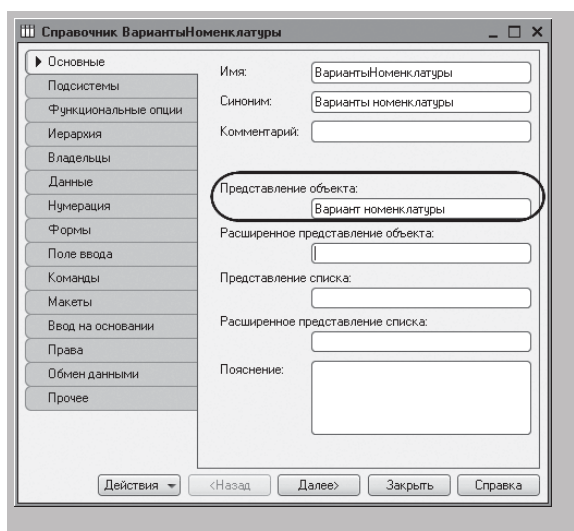 Справочник ВариантыНоменклатуры
Основные
Подсистемы
Функциональные опции
Иерархия
Владельцы
Данные
Нумерация
Формы
Поле ввода
Команды
Макеты
Ввод на основании
Права
Обмен данными
Прочее
Имя: ВариантыНоменклатуры
Синоним: Варианты номенклатуры
Комментарий:
Представление объекта:
Вариант номенклатуры
Расширенное представление объекта:
Представление списка:
Расширенное представление списка:
Пояснение:
Действия <Назад Далее> Закрыть Справка